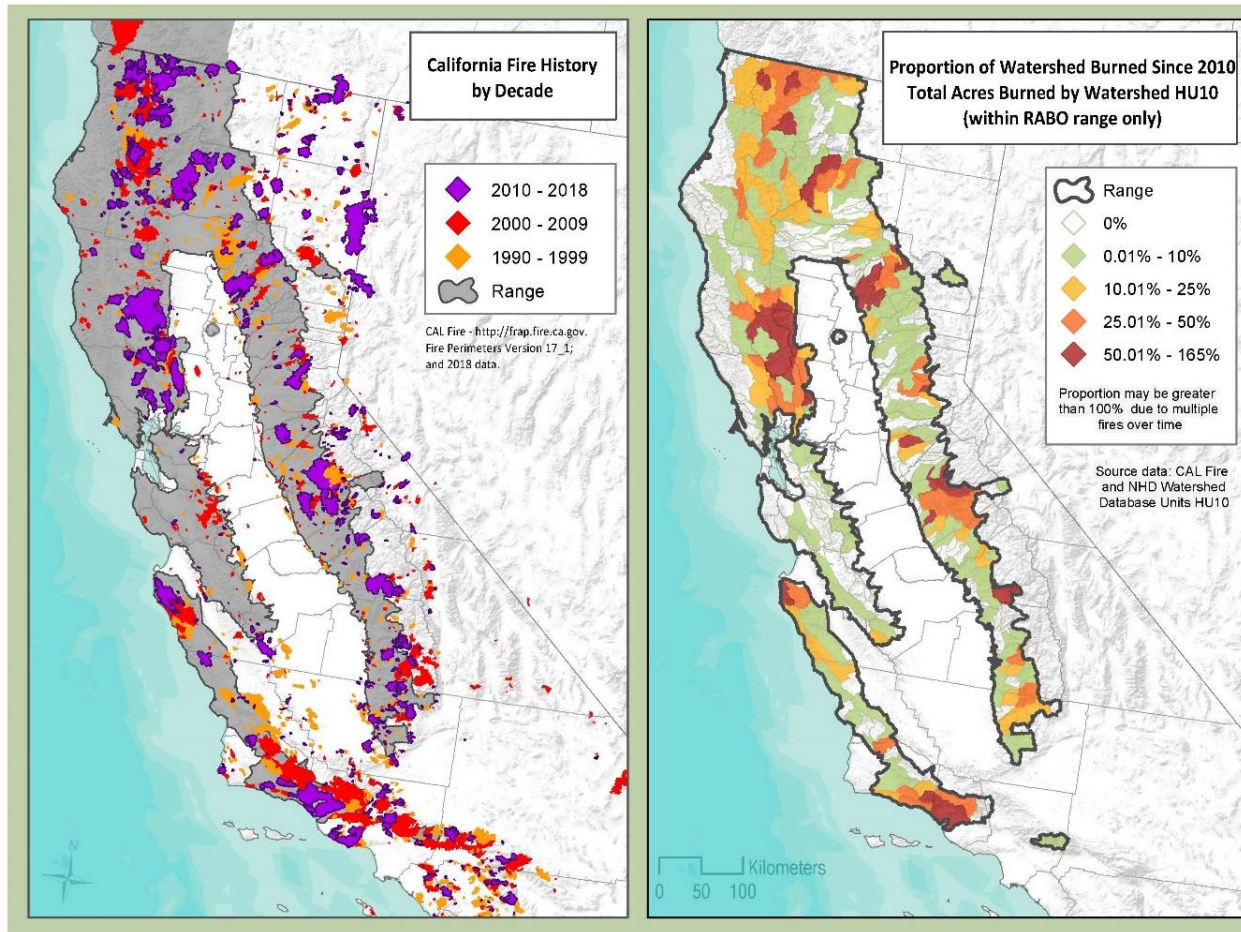 California Fire History
by Decade
2010 - 2018
2000 - 2009
1990 - 1999
Range
CAL Fire - http://frap.fire.ca.gov.
Fire Perimeters Version 17_1;
and 2018 data.
N
Proportion of Watershed Burned Since 2010
Total Acres Burned by Watershed HU10
(within RABO range only)
Range
0%
0.01% - 10%
10.01% - 25%
25.01% - 50%
50.01% - 165%
Proportion may be greater
than 100% due to multiple
fires over time
Source data: CAL Fire
and NHD Watershed
Database Units HU10
Kilometers
0 50 100